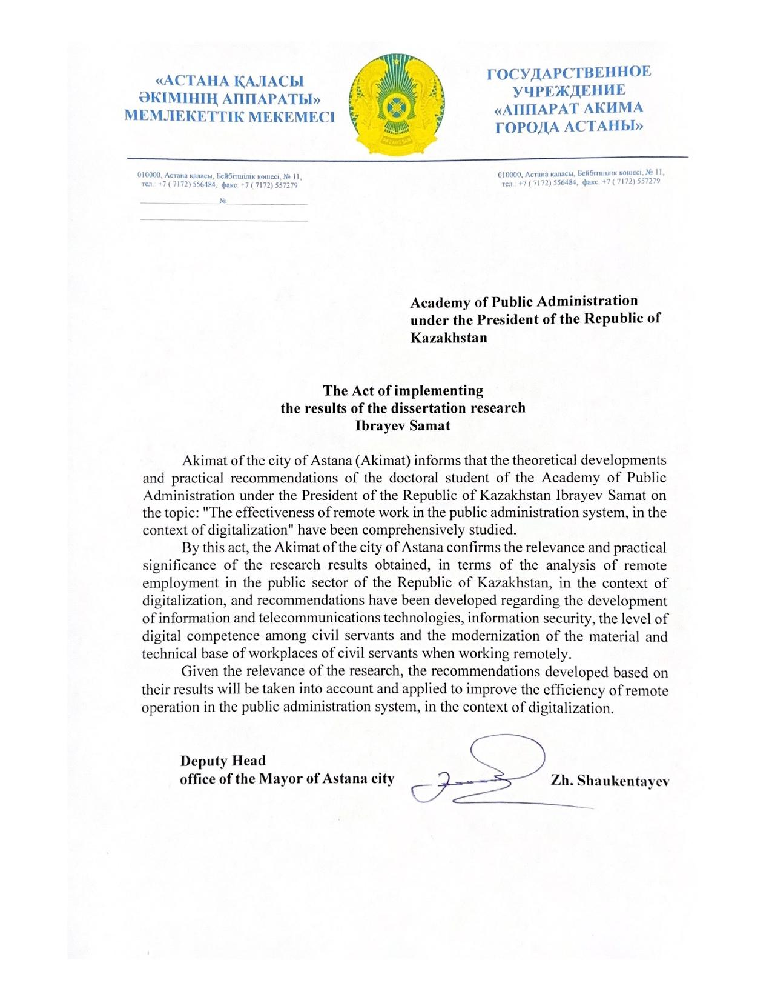 «АСТАНА ҚАЛАСЫ
ӘКІМІНІҢ АППАРАТЫ»
МЕМЛЕКЕТТІК МЕКЕМЕСІ
ГОСУДАРСТВЕННОЕ
УЧРЕЖДЕНИЕ
«АППАРАТ АКИМА
ГОРОДА АСТАНЫ»
010000, Астана қаласы, Бейбітшілік көшесі, № 11,
тел.: +7 ( 7172) 556484, факс: +7 ( 7172) 557279
№
010000, Астана қаласы, Бейбітшілік көшесі, № 11,
тел.: +7 ( 7172) 556484, факс: +7 ( 7172) 557279
Academy of Public Administration
under the President of the Republic of
Kazakhstan
The Act of implementing
the results of the dissertation research
Ibrayev Samat
Akimat of the city of Astana (Akimat) informs that the theoretical developments
and practical recommendations of the doctoral student of the Academy of Public
Administration under the President of the Republic of Kazakhstan Ibrayev Samat on
the topic: "The effectiveness of remote work in the public administration system, in the
context of digitalization" have been comprehensively studied.
By this act, the Akimat of the city of Astana confirms the relevance and practical
significance of the research results obtained, in terms of the analysis of remote
employment in the public sector of the Republic of Kazakhstan, in the context of
digitalization, and recommendations have been developed regarding the development
of information and telecommunications technologies, information security, the level of
digital competence among civil servants and the modernization of the material and
technical base of workplaces of civil servants when working remotely.
Given the relevance of the research, the recommendations developed based on
their results will be taken into account and applied to improve the efficiency of remote
operation in the public administration system, in the context of digitalization.
Deputy Head
office of the Mayor of Astana city
Zh. Shaukentayev